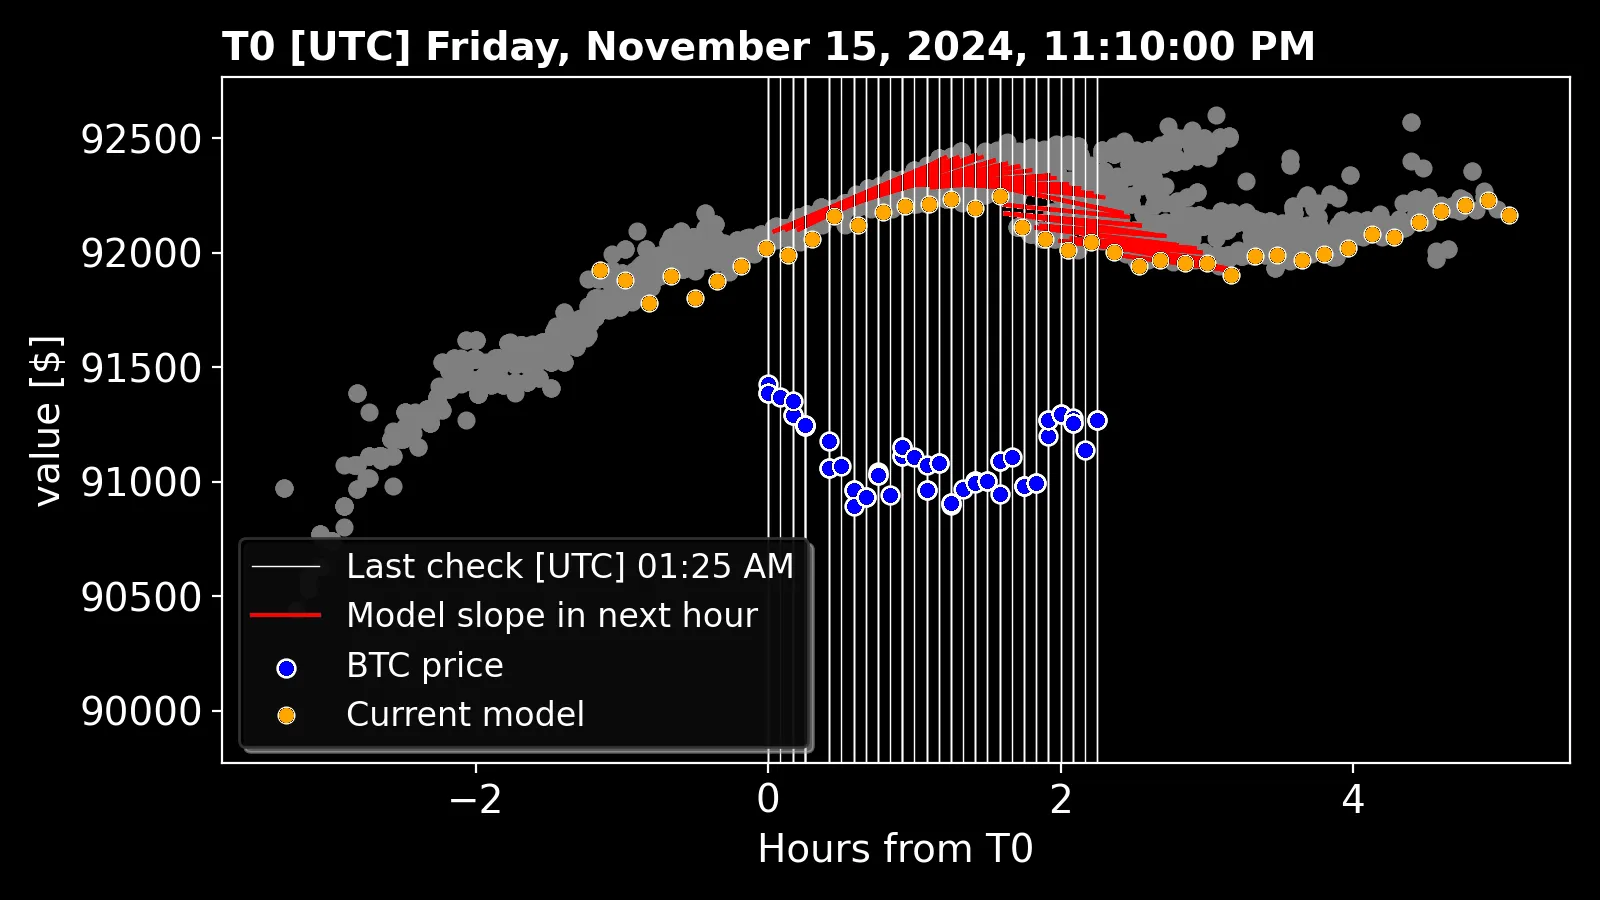 T0 [UTC] Friday, November 15, 2024, 11:10:00 PM
92500
92000
91500
91000
90500
90000
value [$]
Last check [UTC] 01:25 AM
Model slope in next hour
BTC price
Current model
−2 0 2 4
Hours from T0